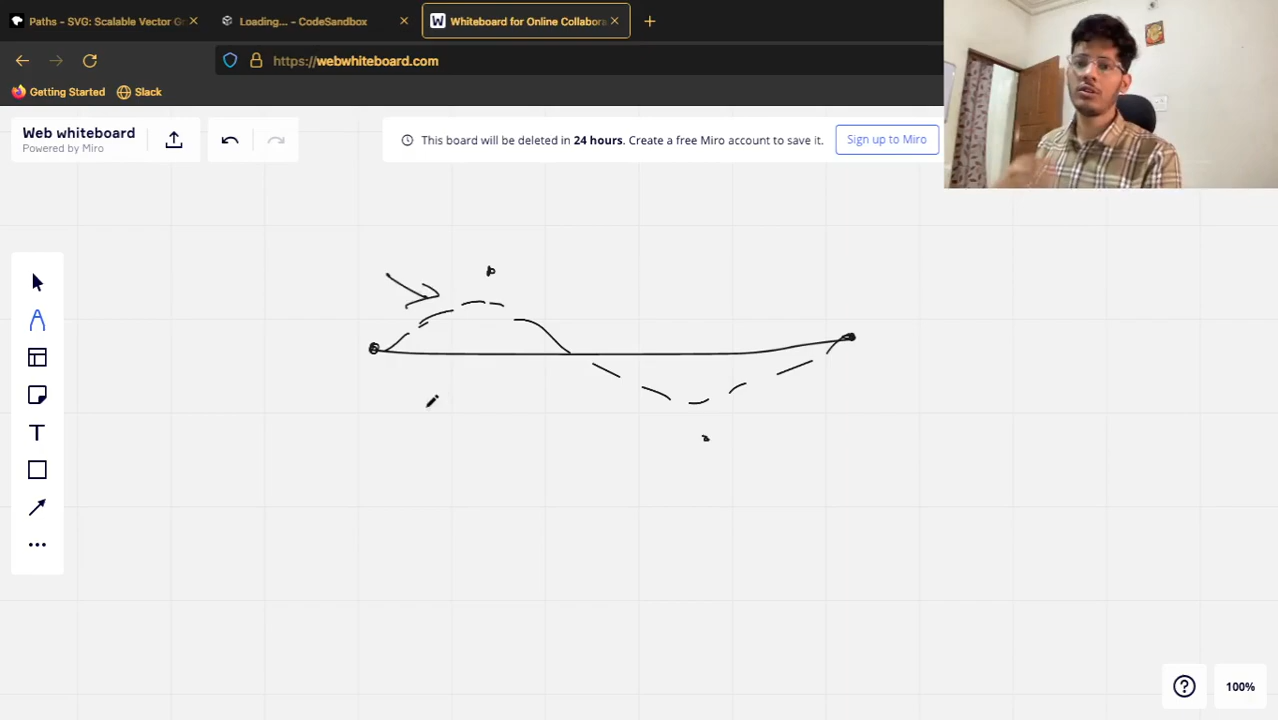 Paths - SVG: Scalable Vector Gr
Loading... - CodeSandbox
Whiteboard for Online Collabora
https://webwhiteboard.com
Getting Started
Slack
Web whiteboard
Powered by Miro
This board will be deleted in 24 hours. Create a free Miro account to save it.
Sign up to Miro
T
100%